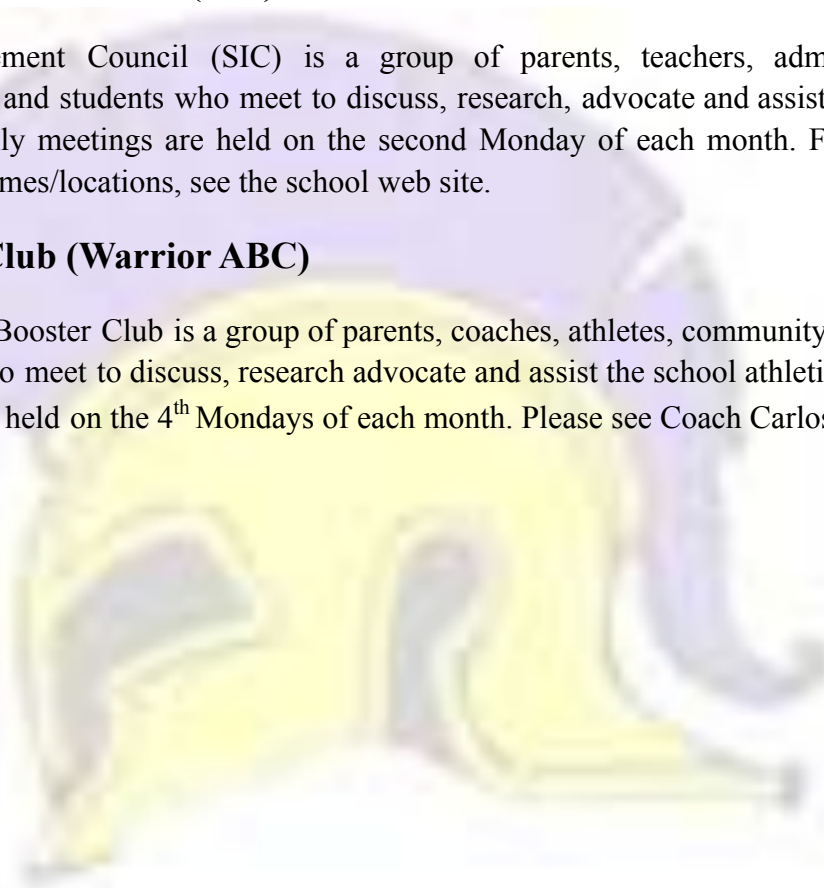 ement Council (SIC) is a group of parents, teachers, adm
and students who meet to discuss, research, advocate and assist
ly meetings are held on the second Monday of each month. F
mes/locations, see the school web site.
Club (Warrior ABC)
Booster Club is a group of parents, coaches, athletes, community
o meet to discuss, research advocate and assist the school athleti
held on the 4th Mondays of each month. Please see Coach Carlos